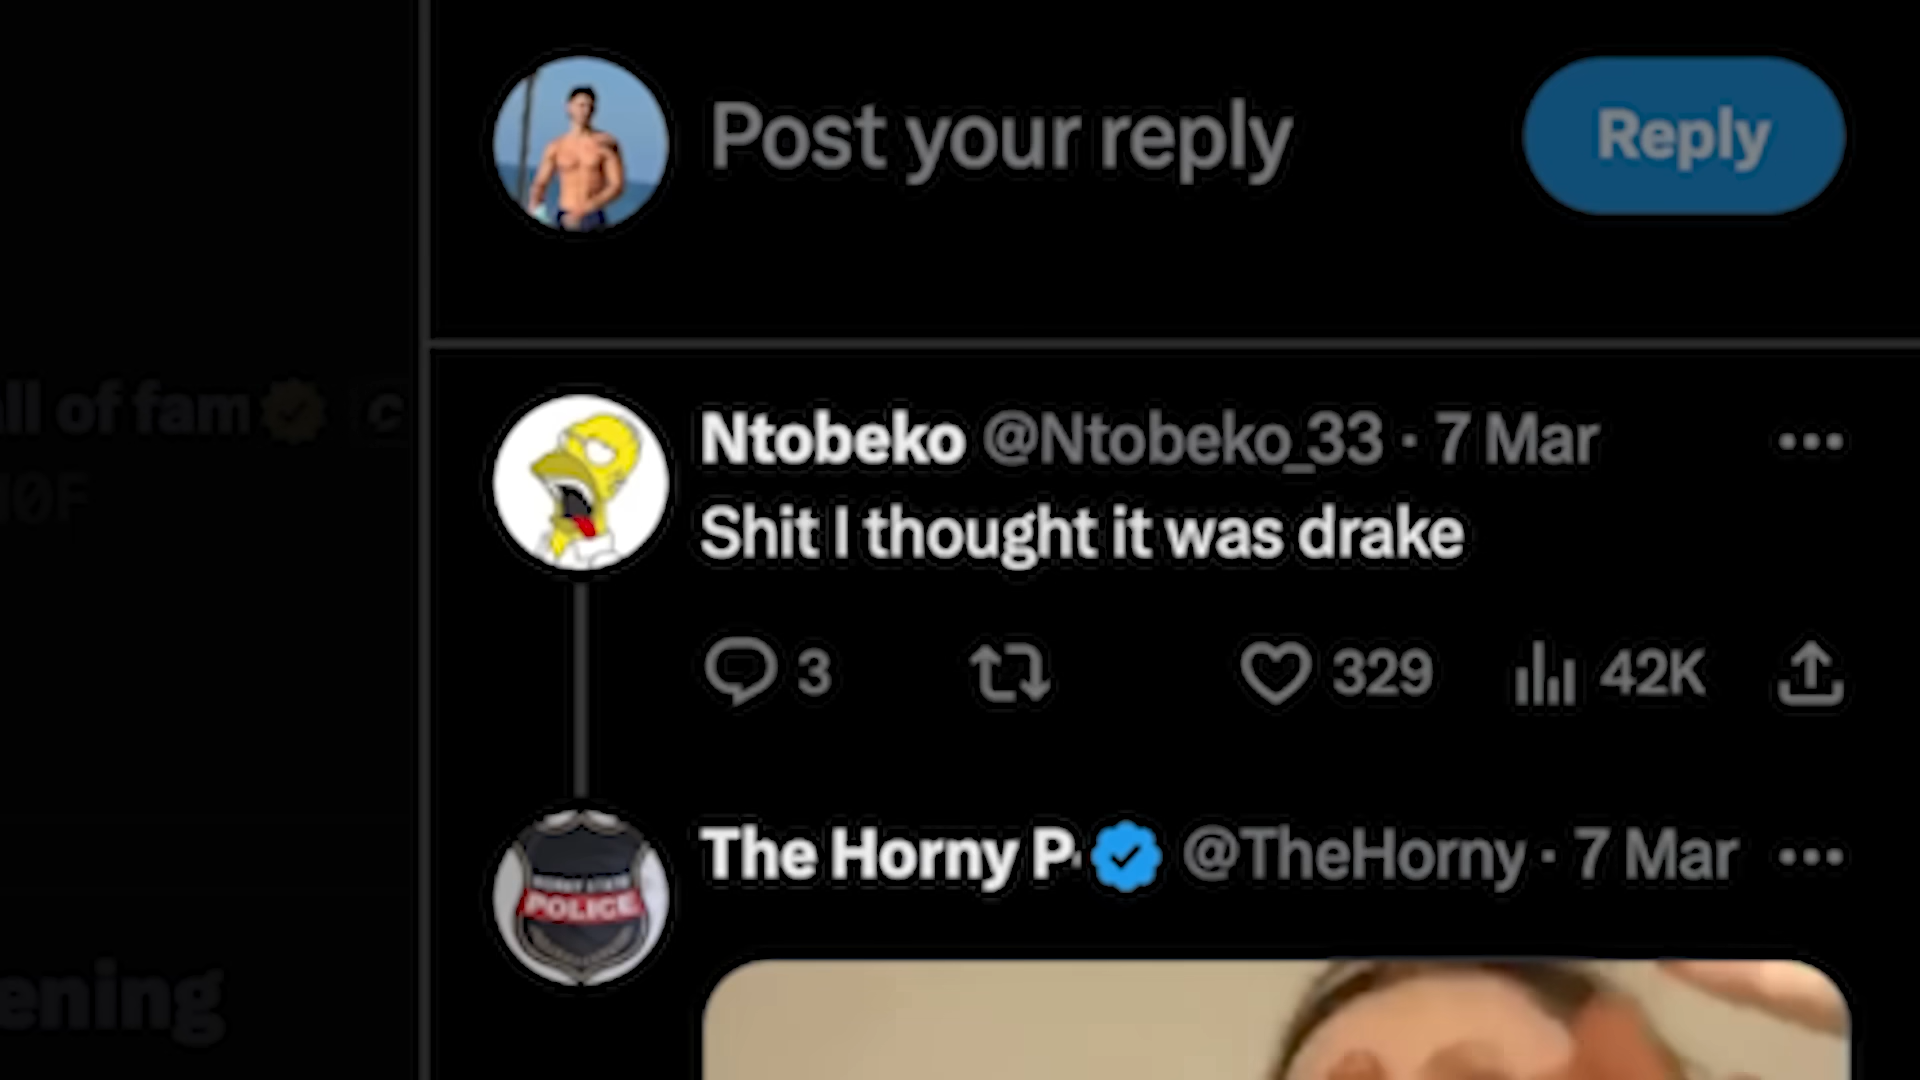 Post your reply
Reply
ll of fam
Ntobeko @Ntobeko_33 · 7 Mar
Shit I thought it was drake
3
329
42K
The Horny P
@TheHorny · 7 Mar
POLICE
ening